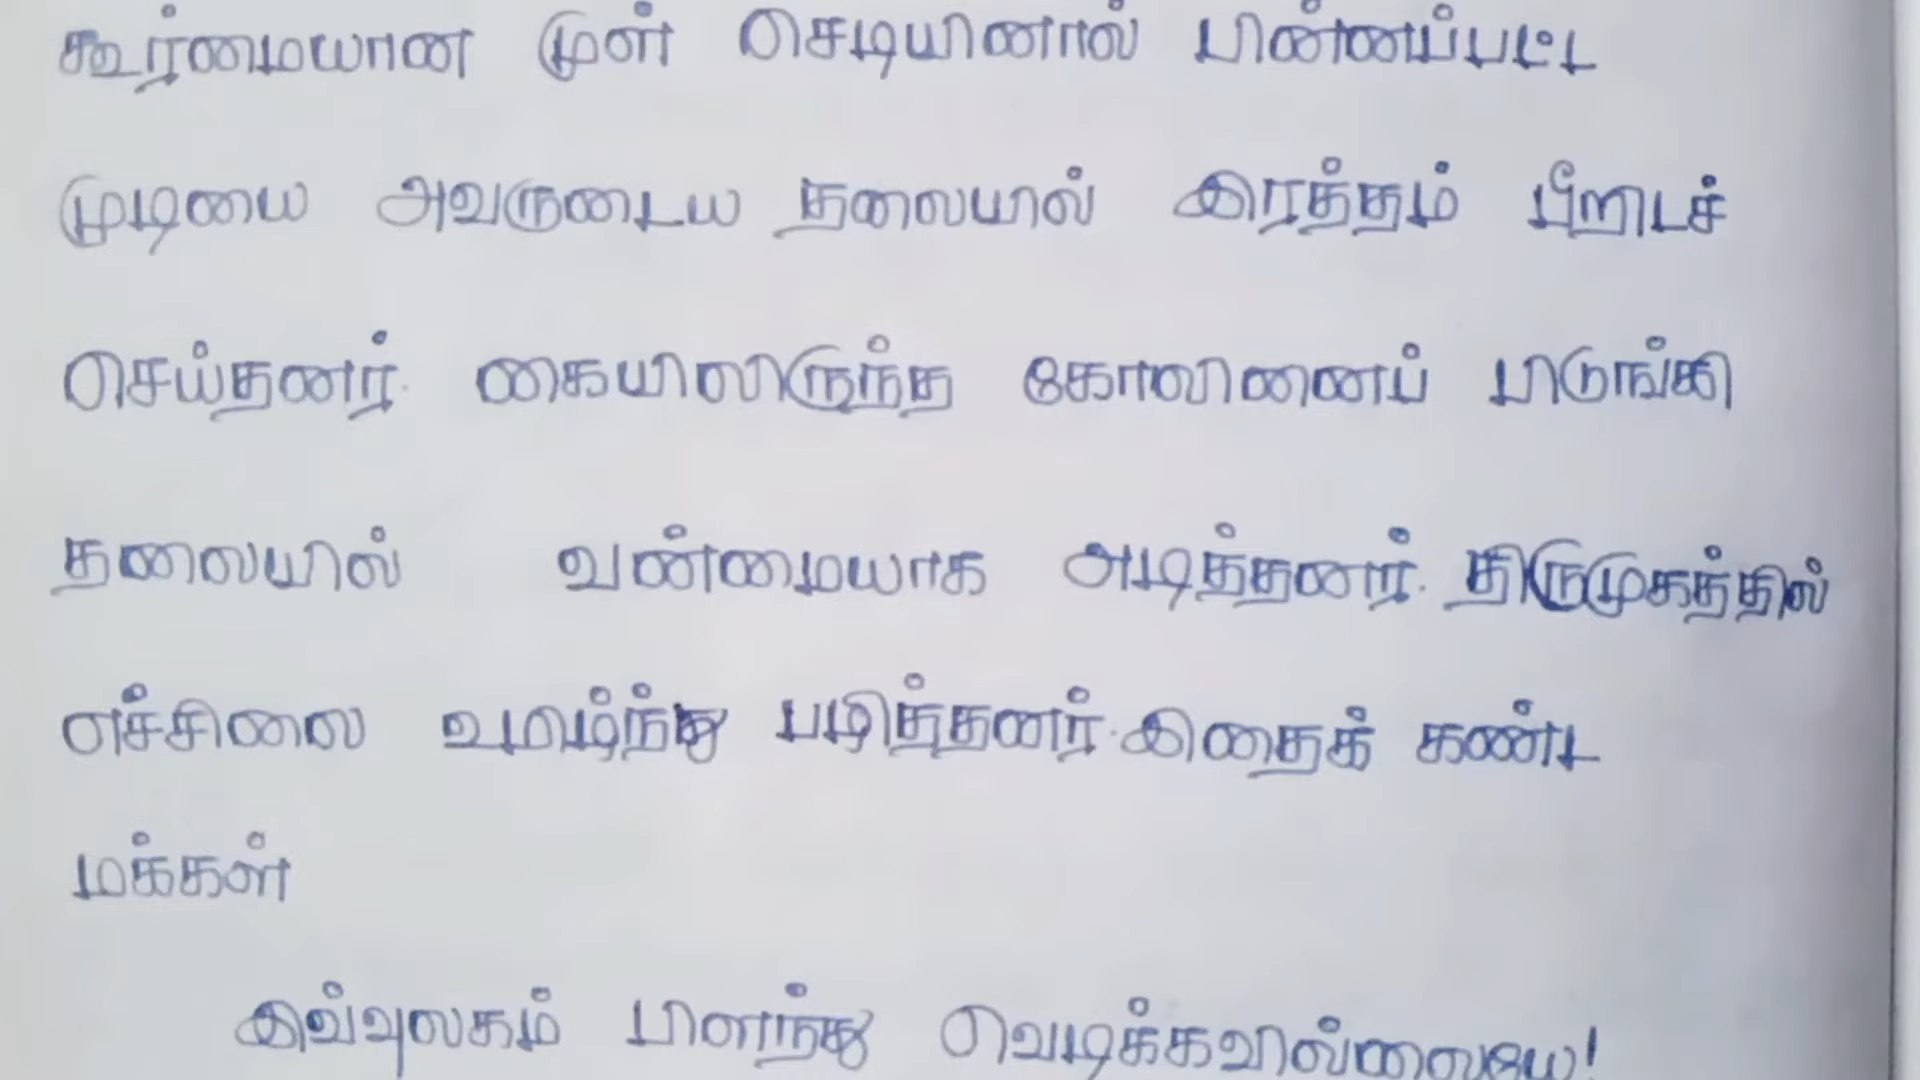 கூர்மையான முள் செடியினால் பின்னப்பட்ட
முடியை அவருடைய தலையில் இரத்தம் பீறிடச்
செய்தனர். கையிலிருந்த கோலினைப் பிடுங்கி
தலையில் வன்மையாக அடித்தனர். திருமுகத்தில்
எச்சிலை உமிழ்ந்து பழித்தனர். இதைக் கண்ட
மக்கள்
இவ்வுலகம் பிளந்து வெடிக்கவில்லையே!